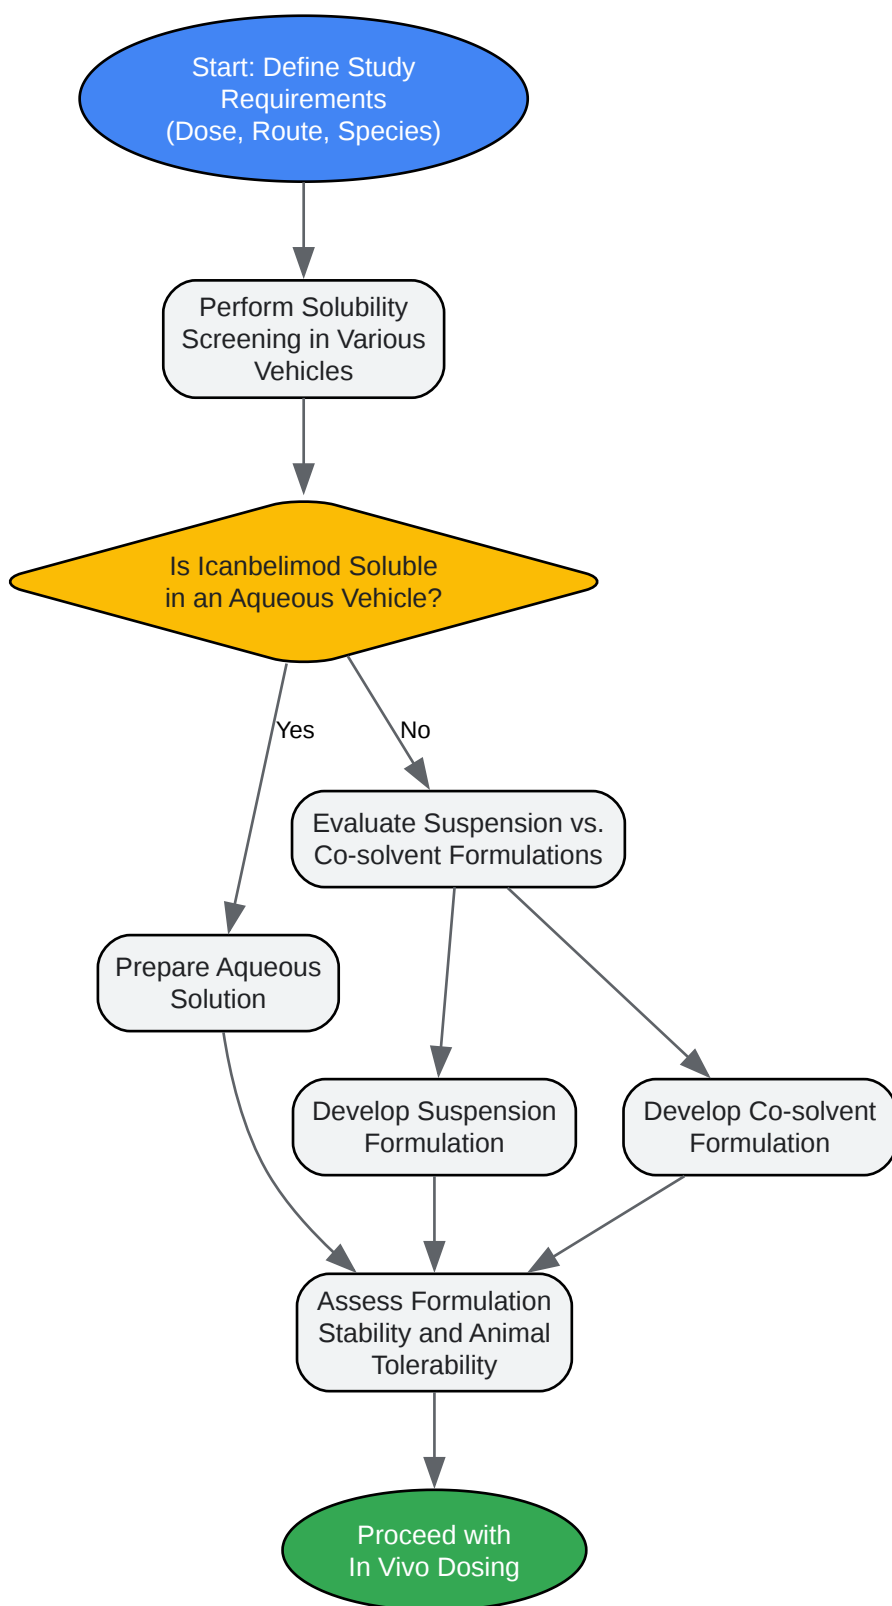 Start: Define Study
Requirements
(Dose, Route, Species)
Perform Solubility
Screening in Various
Vehicles
Is Icanbelimod Soluble
in an Aqueous Vehicle?
Yes
No
Evaluate Suspension vs.
Co-solvent Formulations
Prepare Aqueous
Solution
Develop Suspension
Formulation
Develop Co-solvent
Formulation
Assess Formulation
Stability and Animal
Tolerability
Proceed with
In Vivo Dosing